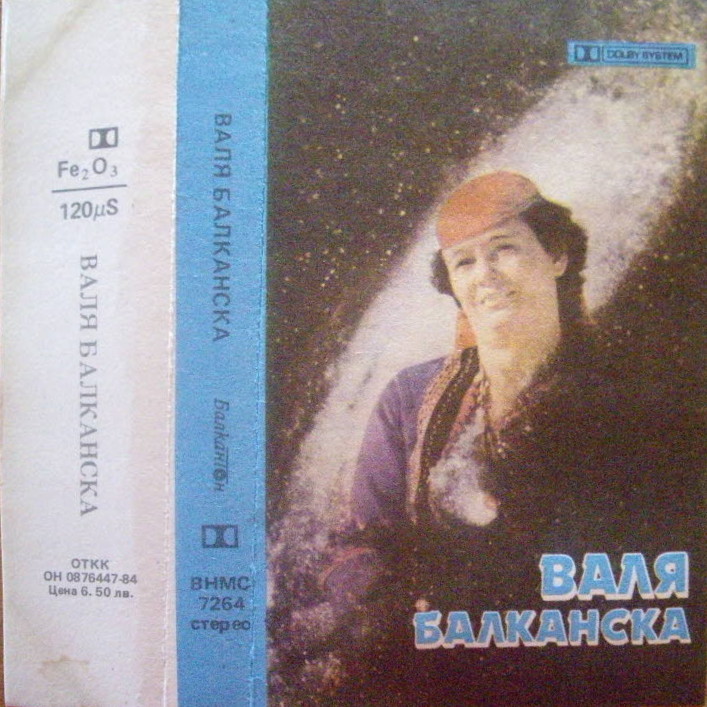 Fe₂O₃
120µS
ВАЛЯ БАЛКАНСКА
ОТКК
ОН 0876447-84
Цена 6. 50 лв.
ВАЛЯ БАЛКАНСКА
Балкантон
ВНМС
7264
стерео
DOLBY SYSTEM
ВАЛЯ
БАЛКАНСКА